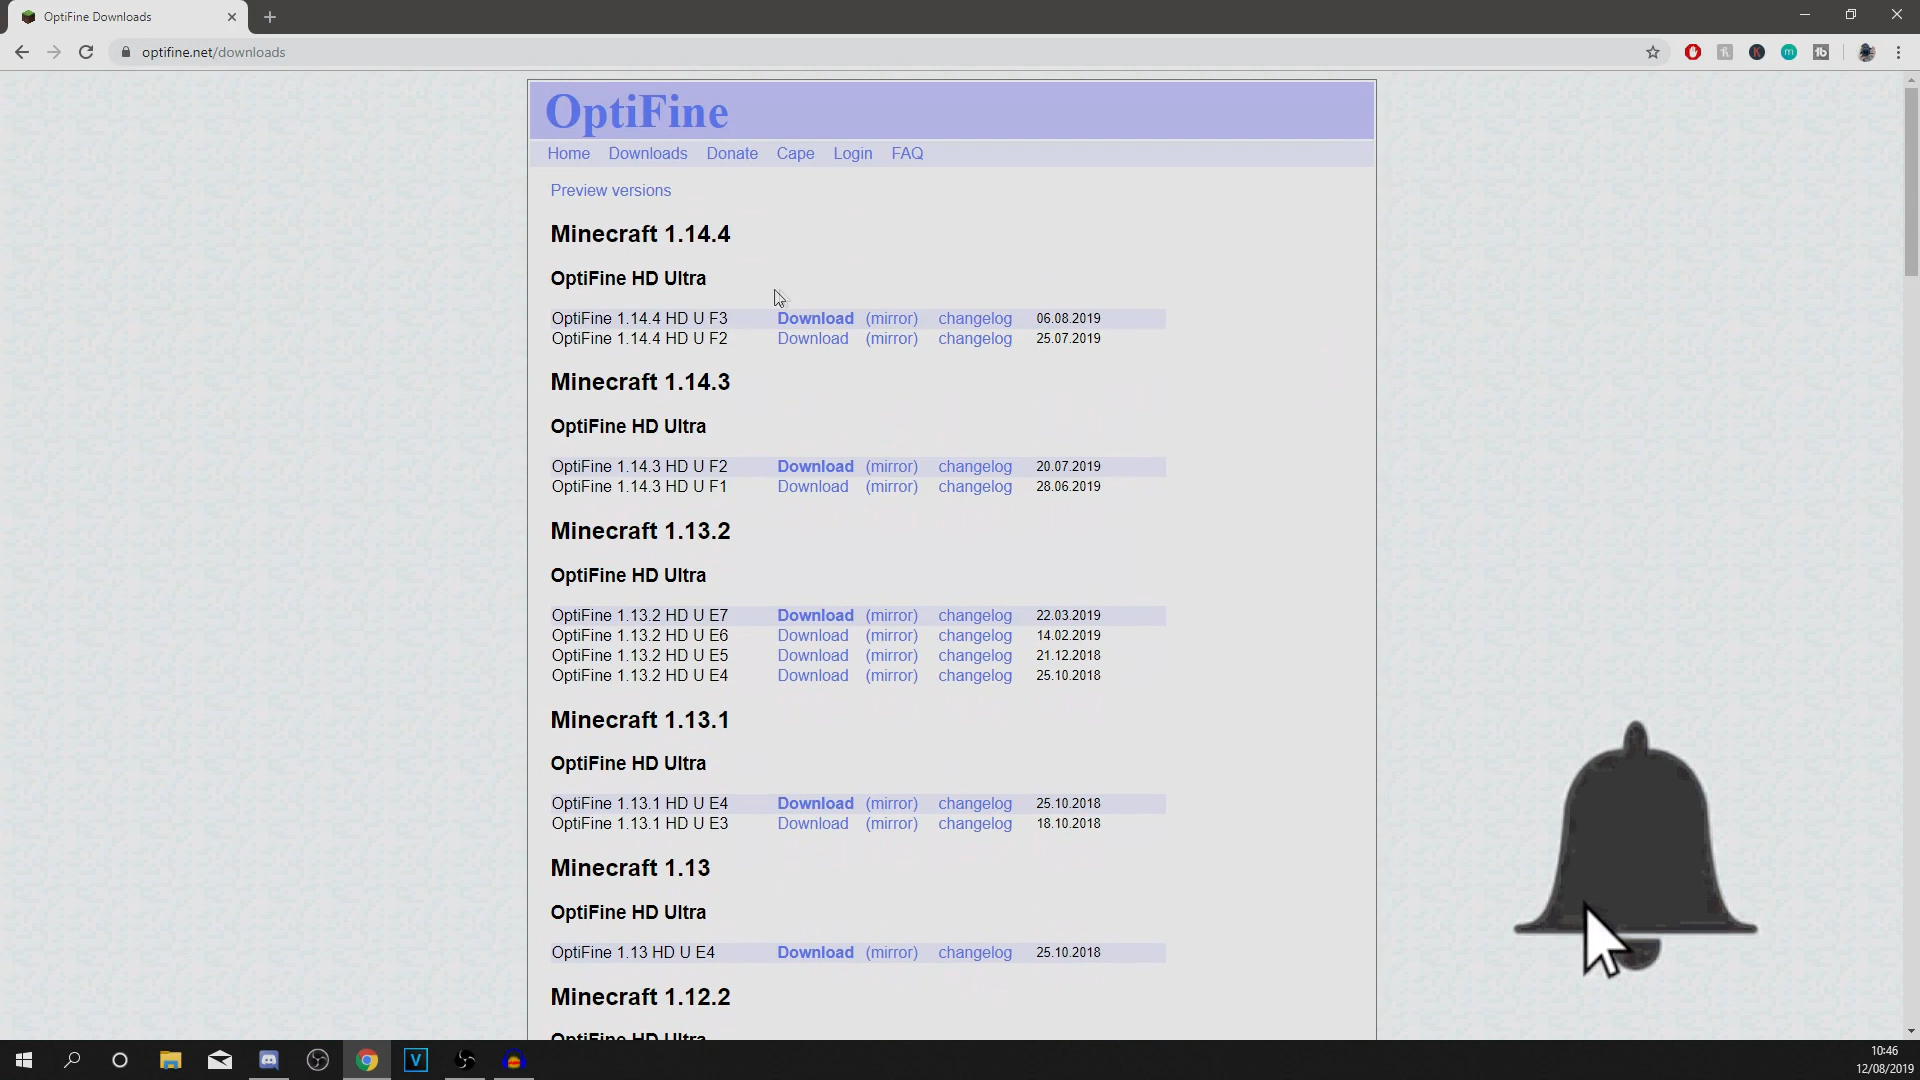 OptiFine Downloads
optifine.net/downloads
OptiFine
Home Downloads Donate Cape Login FAQ
Preview versions
Minecraft 1.14.4
OptiFine HD Ultra
OptiFine 1.14.4 HD U F3 Download (mirror) changelog 06.08.2019
OptiFine 1.14.4 HD U F2 Download (mirror) changelog 25.07.2019
Minecraft 1.14.3
OptiFine HD Ultra
OptiFine 1.14.3 HD U F2 Download (mirror) changelog 20.07.2019
OptiFine 1.14.3 HD U F1 Download (mirror) changelog 28.06.2019
Minecraft 1.13.2
OptiFine HD Ultra
OptiFine 1.13.2 HD U E7 Download (mirror) changelog 22.03.2019
OptiFine 1.13.2 HD U E6 Download (mirror) changelog 14.02.2019
OptiFine 1.13.2 HD U E5 Download (mirror) changelog 21.12.2018
OptiFine 1.13.2 HD U E4 Download (mirror) changelog 25.10.2018
Minecraft 1.13.1
OptiFine HD Ultra
OptiFine 1.13.1 HD U E4 Download (mirror) changelog 25.10.2018
OptiFine 1.13.1 HD U E3 Download (mirror) changelog 18.10.2018
Minecraft 1.13
OptiFine HD Ultra
OptiFine 1.13 HD U E4 Download (mirror) changelog 25.10.2018
Minecraft 1.12.2
OptiFine HD Ultra
10:46
12/08/2019